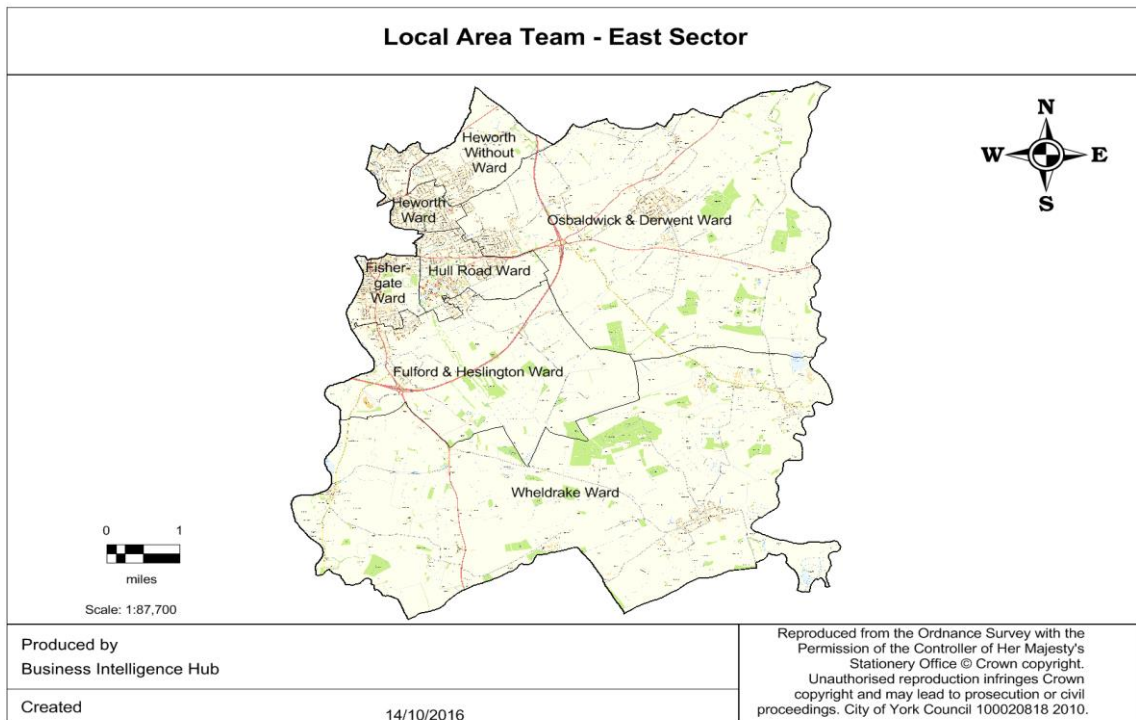 Local Area Team - East Sector
N
W E
S
Heworth
Without
Ward
Heworth
Ward
Osbaldwick & Derwent Ward
Fisher-
gate
Ward
Hull Road Ward
Fulford & Heslington Ward
Wheldrake Ward
0 1
miles
Scale: 1:87,700
Produced by
Business Intelligence Hub
Created 14/10/2016
Reproduced from the Ordnance Survey with the
Permission of the Controller of Her Majesty's
Stationery Office © Crown copyright.
Unauthorised reproduction infringes Crown
copyright and may lead to prosecution or civil
proceedings. City of York Council 100020818 2010.